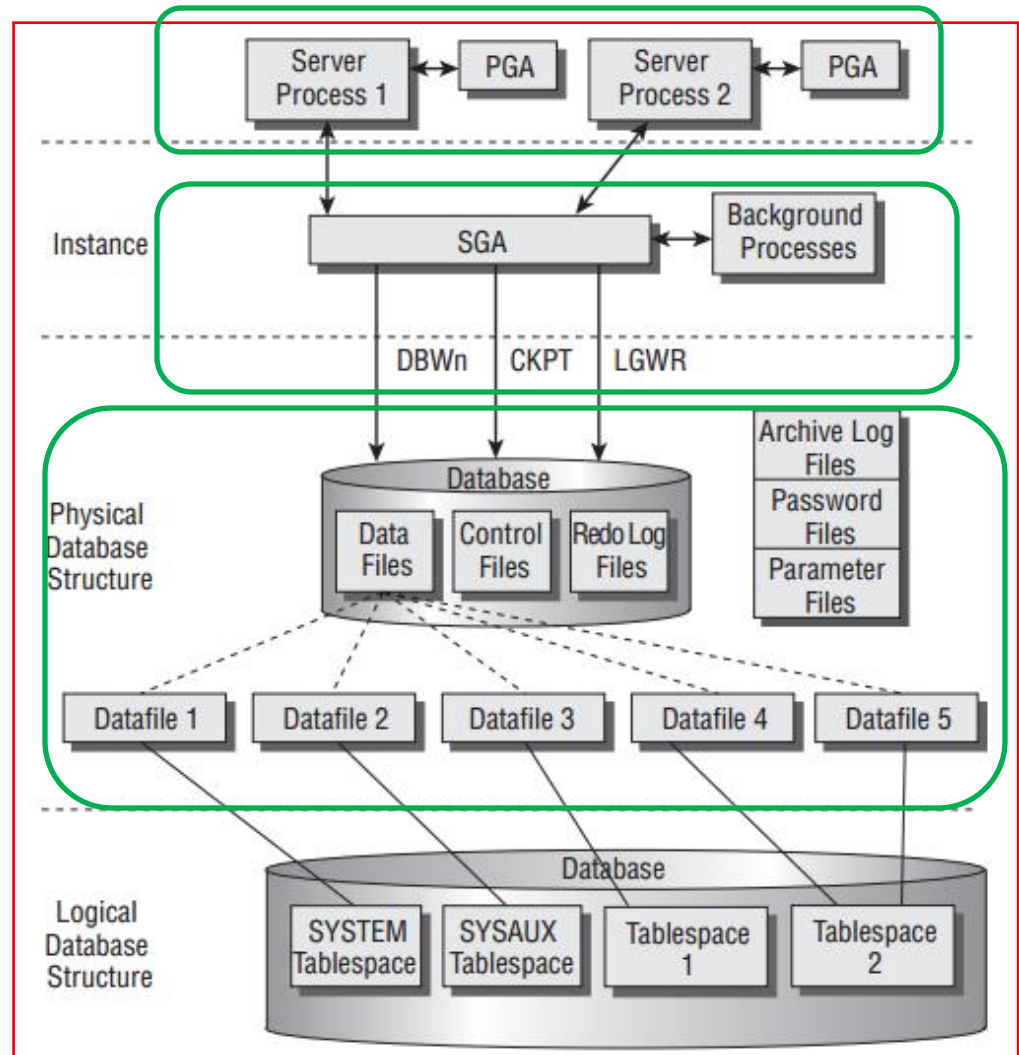 Server
Process 1
PGA
Server
Process 2
PGA
Instance
SGA
Background
Processes
DBWn
CKPT
LGWR
Physical
Database
Structure
Database
Data
Files
Control
Files
Redo Log
Files
Archive Log
Files
Password
Files
Parameter
Files
Datafile 1
Datafile 2
Datafile 3
Datafile 4
Datafile 5
Logical
Database
Structure
Database
SYSTEM
Tablespace
SYSAUX
Tablespace
Tablespace
1
Tablespace
2